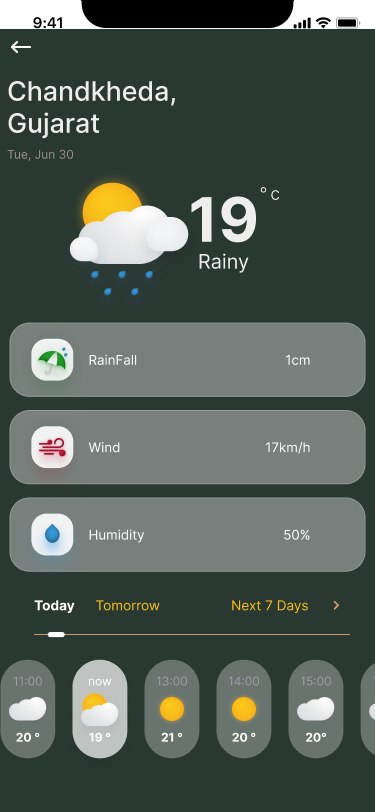 9:41
Chandkheda,
Gujarat
Tue, Jun 30
19 ° C
Rainy
RainFall 1cm
Wind 17km/h
Humidity 50%
Today Tomorrow Next 7 Days
11:00 now 13:00 14:00 15:00
20 ° 19 ° 21 ° 20 ° 20°